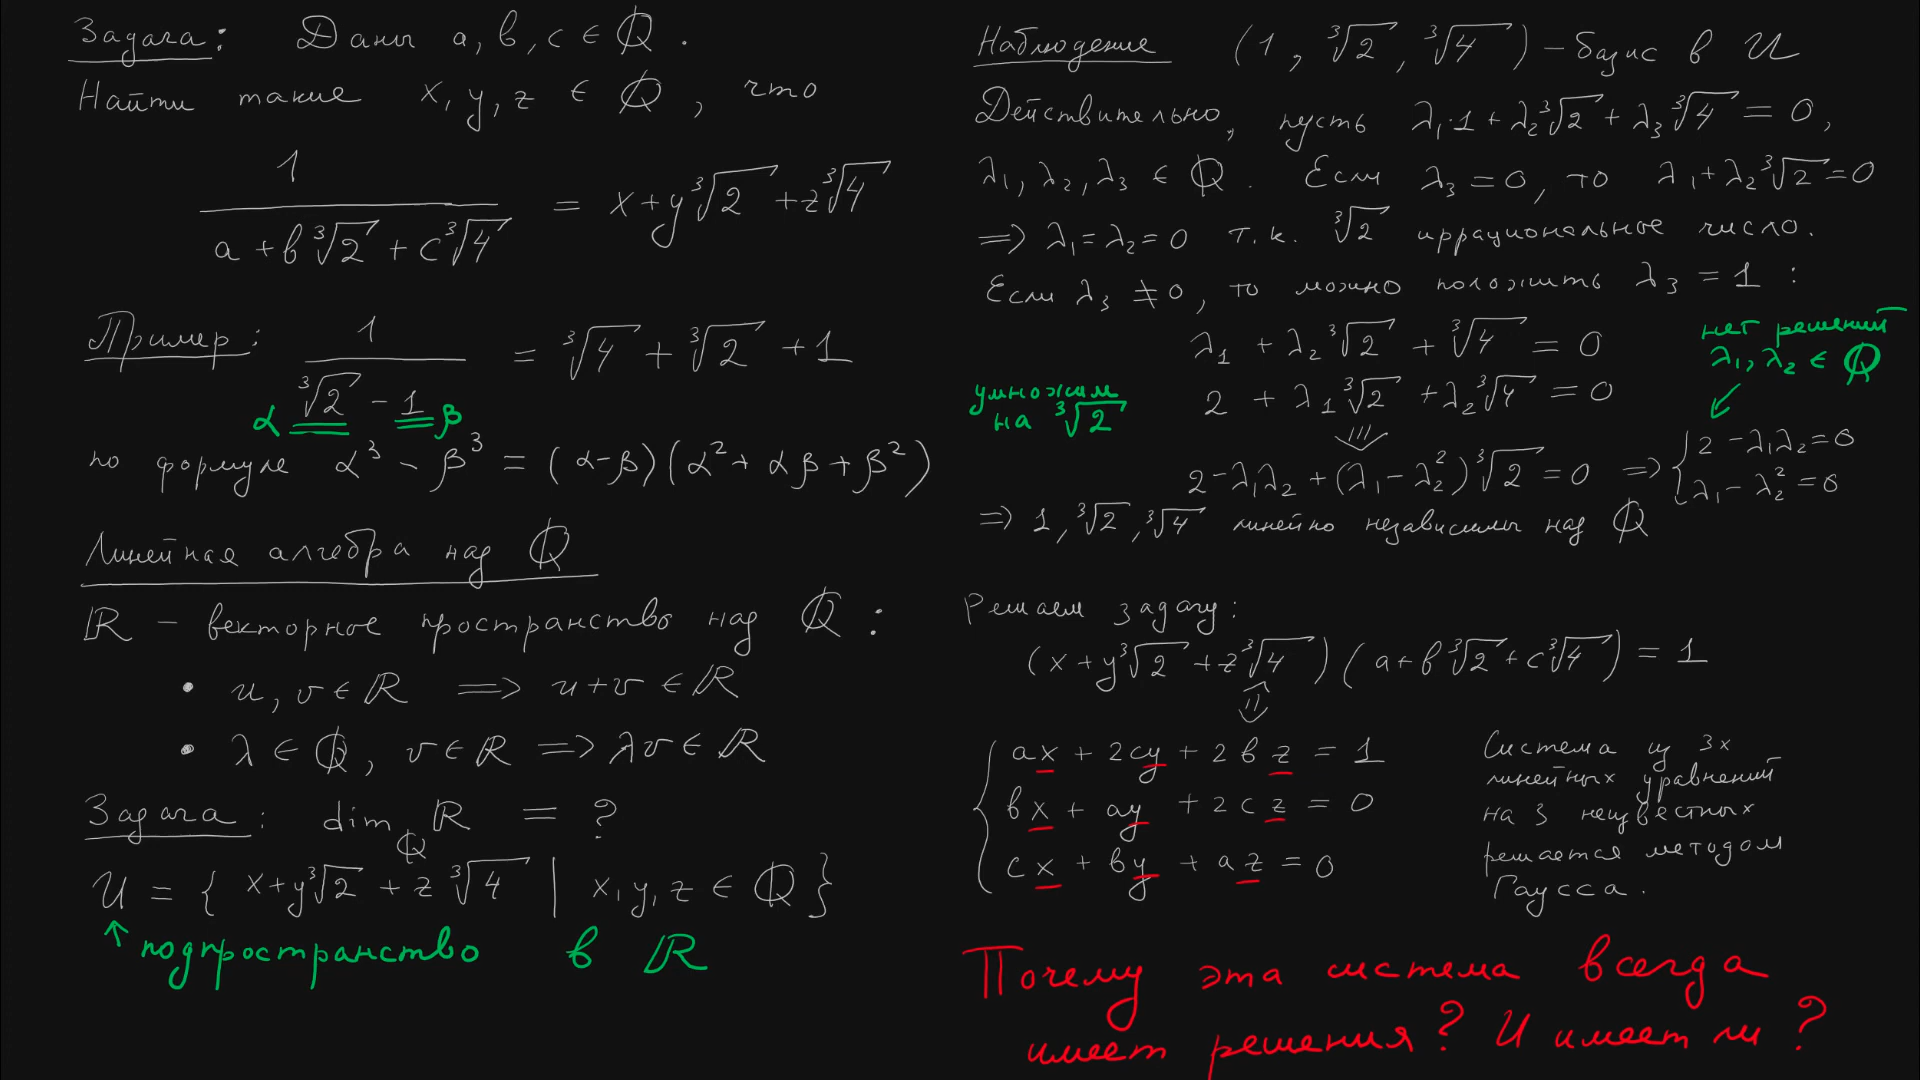 Задача: Даны a, b, c ∈ ℚ.
Найти такие x, y, z ∈ ℚ, что
1/(a + b∛2 + c∛4) = x + y∛2 + z∛4
Пример: 1/(∛2 - 1) = ∛4 + ∛2 + 1
α β
по формуле α³ - β³ = (α-β)(α² + αβ + β²)
Линейная алгебра над ℚ
ℝ - векторное пространство над ℚ:
• u, v ∈ ℝ ⟹ u+v ∈ ℝ
• λ ∈ ℚ, v ∈ ℝ ⟹ λv ∈ ℝ
Задача: dim_ℚ ℝ = ?
U = { x+y∛2 + z∛4 | x, y, z ∈ ℚ }
↑ подпространство в ℝ
Наблюдение (1, ∛2, ∛4) - базис в U
Действительно, пусть λ₁·1 + λ₂∛2 + λ₃∛4 = 0,
λ₁, λ₂, λ₃ ∈ ℚ. Если λ₃ = 0, то λ₁+λ₂∛2 = 0
⟹ λ₁ = λ₂ = 0 т.к. ∛2 иррациональное число.
Если λ₃ ≠ 0, то можно положить λ₃ = 1:
λ₁ + λ₂∛2 + ∛4 = 0
нет решений
λ₁, λ₂ ∈ ℚ
умножим
на ∛2
2 + λ₁∛2 + λ₂∛4 = 0
⇓
2 - λ₁λ₂ + (λ₁ - λ₂²)∛2 = 0 ⟹ { 2 - λ₁λ₂ = 0
λ₁ - λ₂² = 0
⟹ 1, ∛2, ∛4 линейно независимы над ℚ
Решаем задачу:
(x + y∛2 + z∛4)(a + b∛2 + c∛4) = 1
⇕
{ ax + 2cy + 2bz = 1
bx + ay + 2cz = 0
cx + by + az = 0
Система из 3х
линейных уравнений
на 3 неизвестных
решается методом
Гаусса.
Почему эта система всегда
имеет решения? И имеет ли?